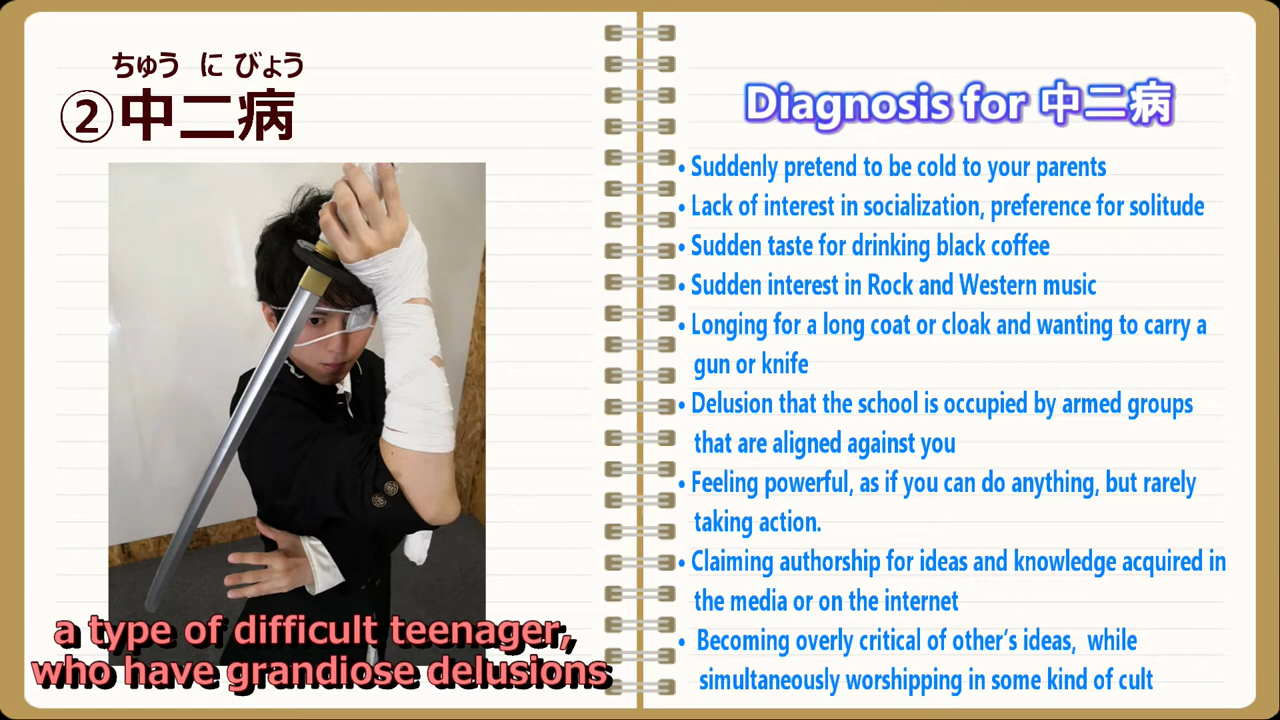 ちゅう に びょう
②中二病
a type of difficult teenager,
who have grandiose delusions
Diagnosis for 中二病
• Suddenly pretend to be cold to your parents
• Lack of interest in socialization, preference for solitude
• Sudden taste for drinking black coffee
• Sudden interest in Rock and Western music
• Longing for a long coat or cloak and wanting to carry a
gun or knife
• Delusion that the school is occupied by armed groups
that are aligned against you
• Feeling powerful, as if you can do anything, but rarely
taking action.
• Claiming authorship for ideas and knowledge acquired in
the media or on the internet
• Becoming overly critical of other’s ideas, while
simultaneously worshipping in some kind of cult